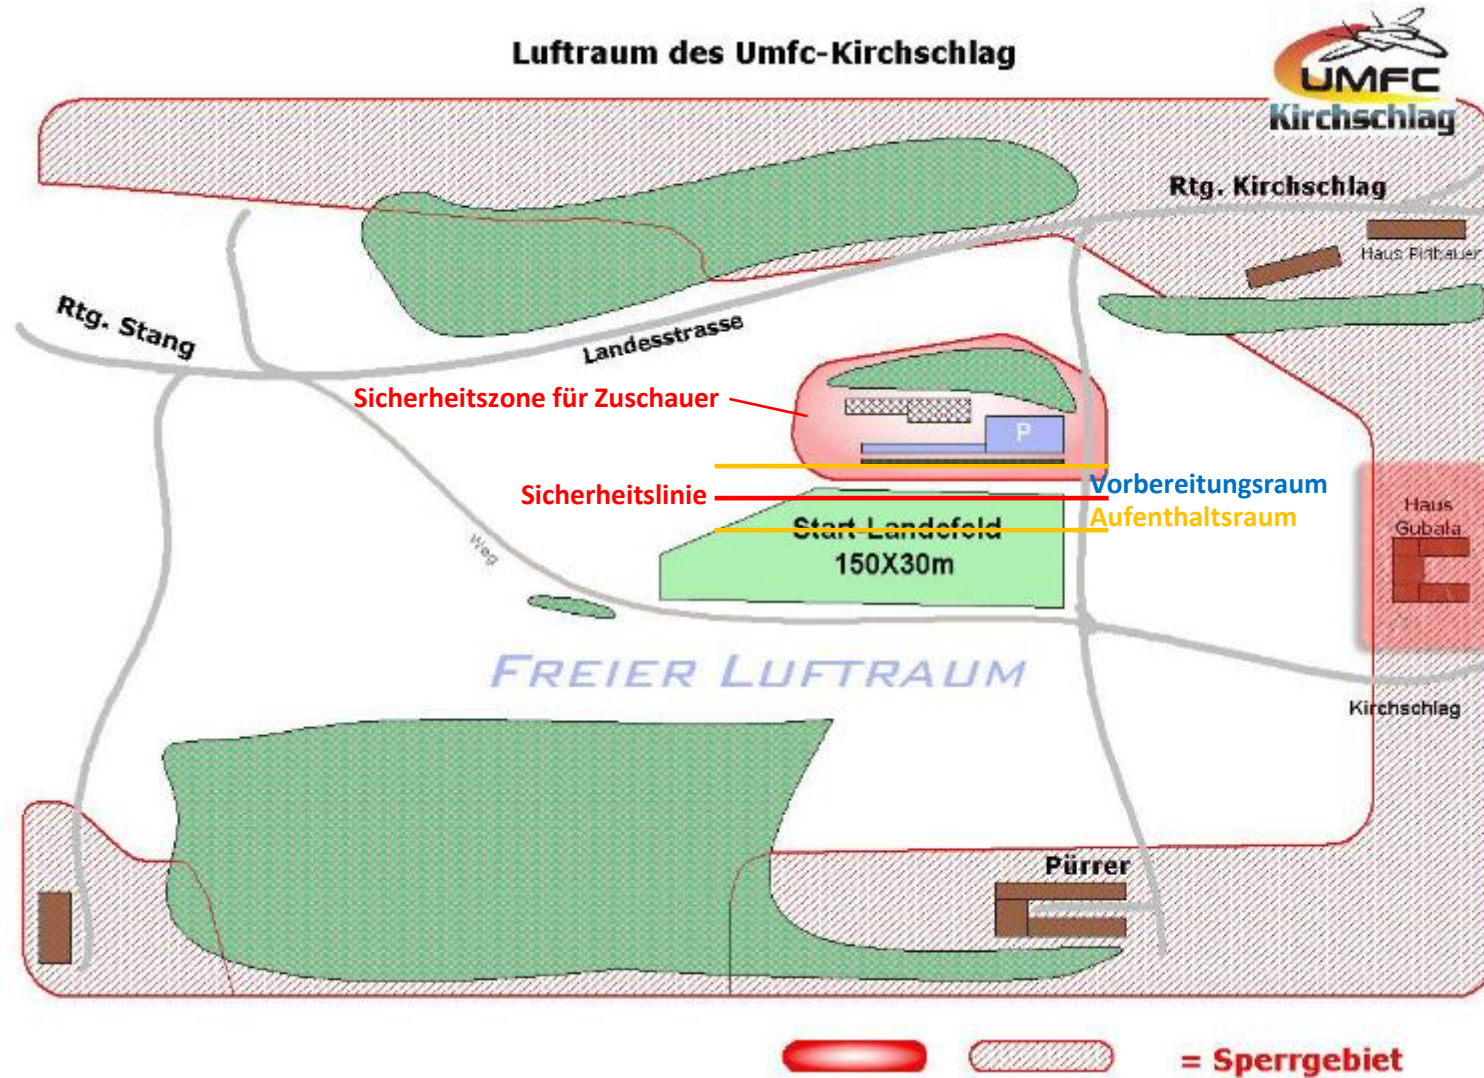 Luftraum des Umfc-Kirchschlag
UMFC
Kirchschlag
Rtg. Kirchschlag
Haus Piribauer
Rtg. Stang
Landesstrasse
Sicherheitszone für Zuschauer
P
Sicherheitslinie
Vorbereitungsraum
Aufenthaltsraum
Haus
Gubala
Start-Landefeld
150X30m
Weg
FREIER LUFTRAUM
Kirchschlag
Pürrer
= Sperrgebiet